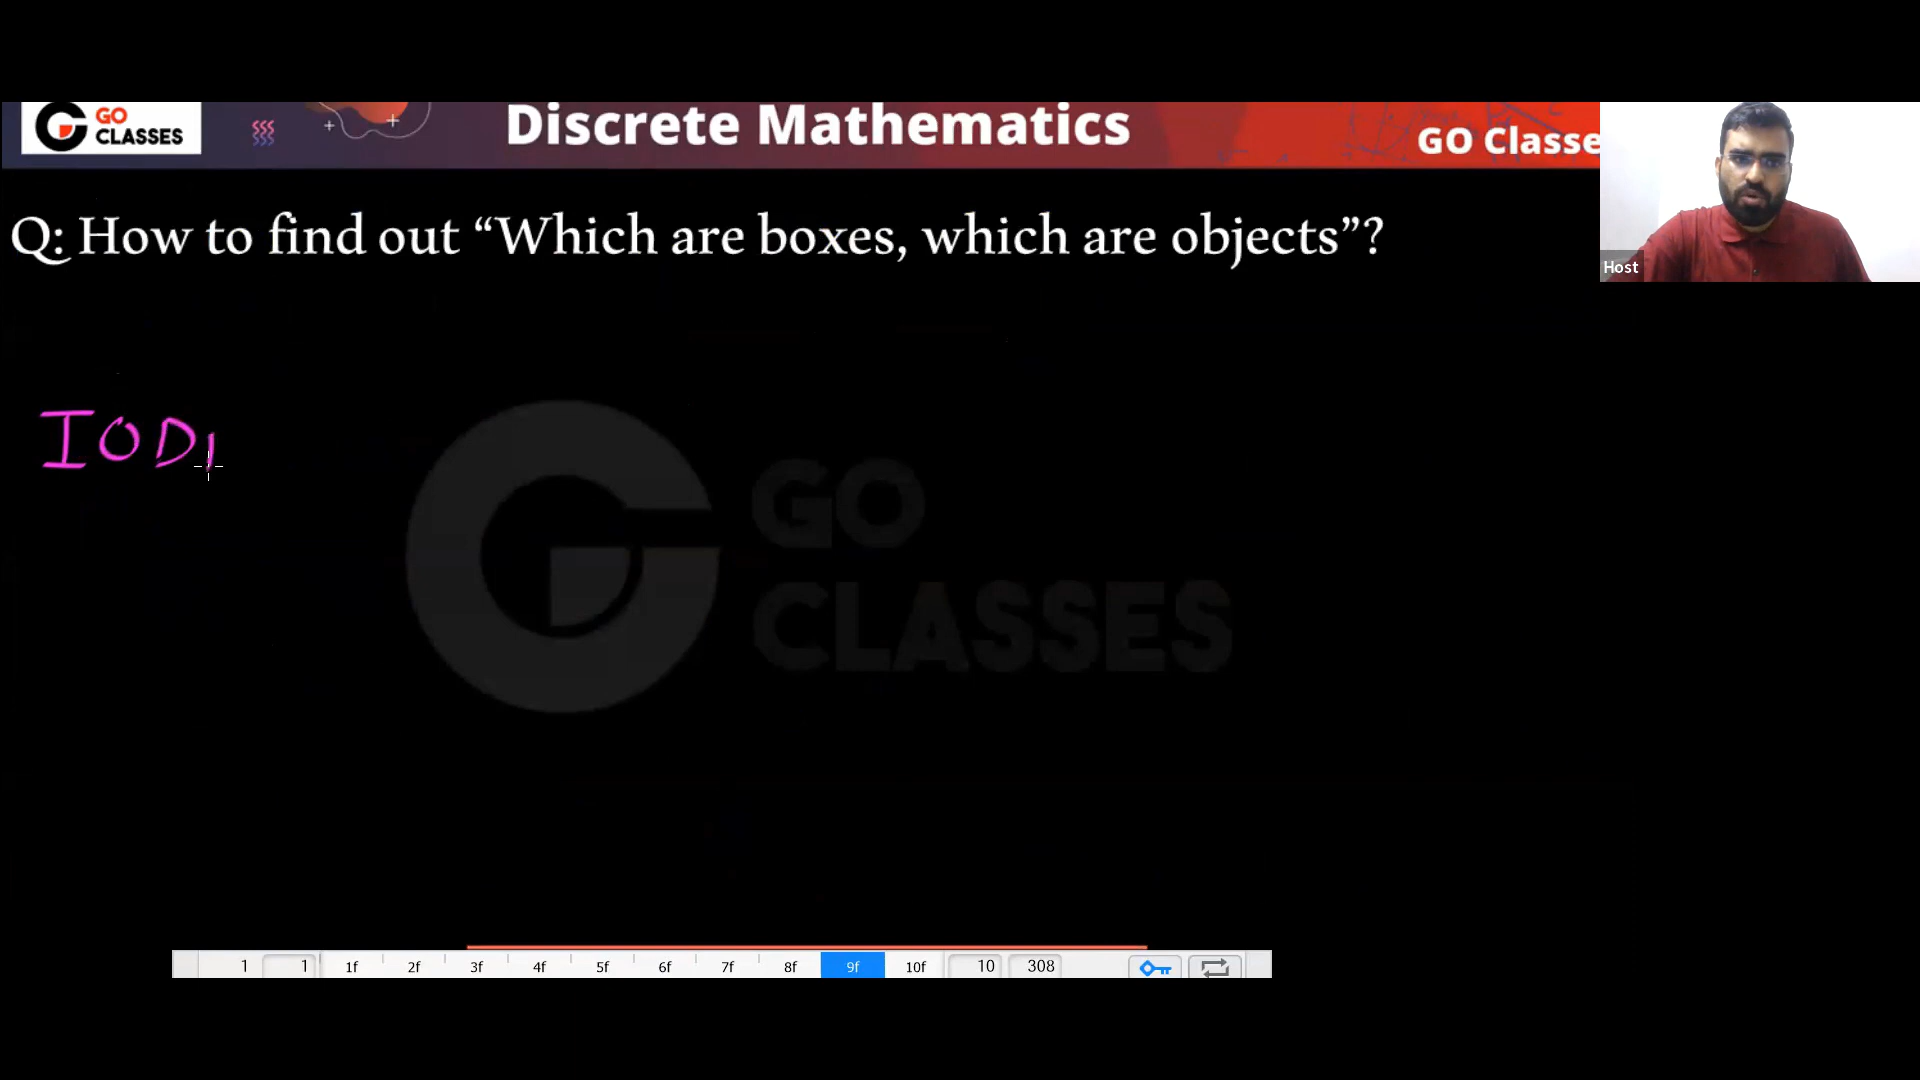 GO
CLASSES
Discrete Mathematics
GO Classe
Host
Q: How to find out “Which are boxes, which are objects”?
IOD
GO
CLASSES
1 1 1f 2f 3f 4f 5f 6f 7f 8f 9f 10f 10 308